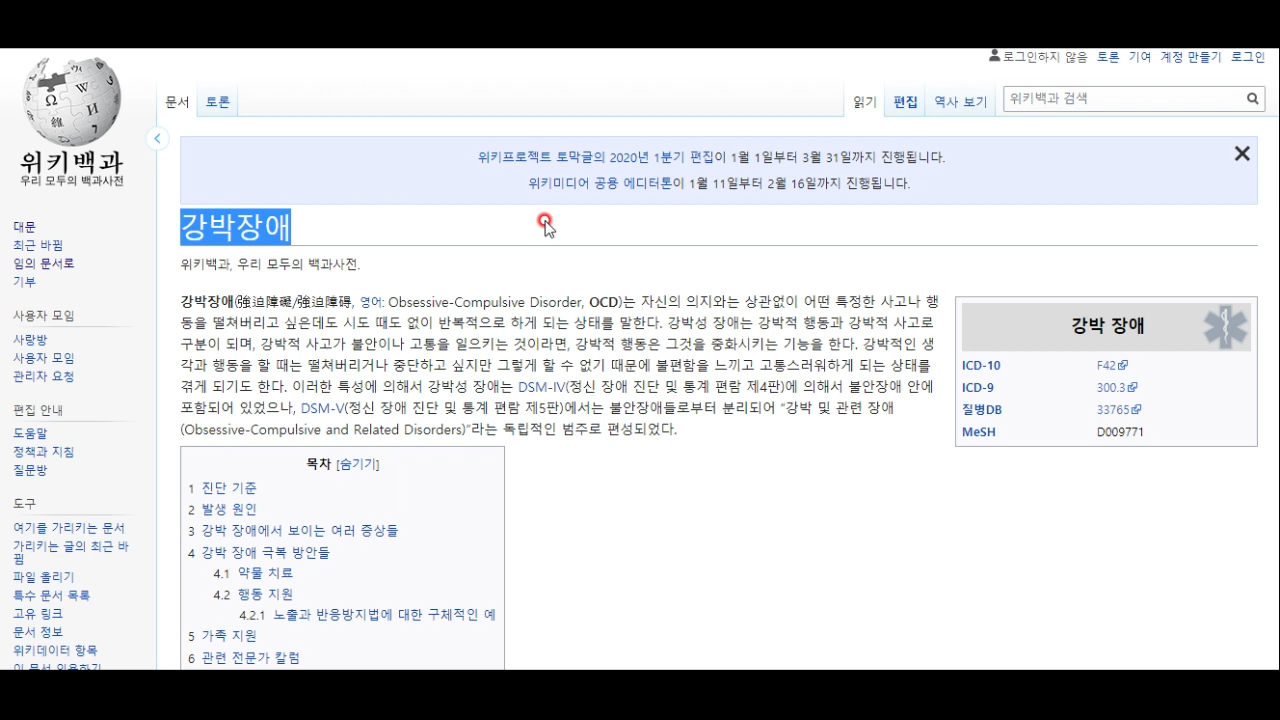 로그인하지 않음 토론 기여 계정 만들기 로그인
문서 토론 읽기 편집 역사 보기 위키백과 검색
위키백과
우리 모두의 백과사전
위키프로젝트 토막글의 2020년 1분기 편집이 1월 1일부터 3월 31일까지 진행됩니다.
위키미디어 공용 에디터톤이 1월 11일부터 2월 16일까지 진행됩니다.
대문
최근 바뀜
임의 문서로
기부
사용자 모임
사랑방
사용자 모임
관리자 요청
편집 안내
도움말
정책과 지침
질문방
도구
여기를 가리키는 문서
가리키는 글의 최근 바
뀜
파일 올리기
특수 문서 목록
고유 링크
문서 정보
위키데이터 항목
이 문서 인용하기
강박장애
위키백과, 우리 모두의 백과사전.
강박장애(強迫障礙/強迫障碍, 영어: Obsessive-Compulsive Disorder, OCD)는 자신의 의지와는 상관없이 어떤 특정한 사고나 행
동을 떨쳐버리고 싶은데도 시도 때도 없이 반복적으로 하게 되는 상태를 말한다. 강박성 장애는 강박적 행동과 강박적 사고로
구분이 되며, 강박적 사고가 불안이나 고통을 일으키는 것이라면, 강박적 행동은 그것을 중화시키는 기능을 한다. 강박적인 생
각과 행동을 할 때는 떨쳐버리거나 중단하고 싶지만 그렇게 할 수 없기 때문에 불편함을 느끼고 고통스러워하게 되는 상태를
겪게 되기도 한다. 이러한 특성에 의해서 강박성 장애는 DSM-IV(정신 장애 진단 및 통계 편람 제4판)에 의해서 불안장애 안에
포함되어 있었으나, DSM-V(정신 장애 진단 및 통계 편람 제5판)에서는 불안장애들로부터 분리되어 “강박 및 관련 장애
(Obsessive-Compulsive and Related Disorders)”라는 독립적인 범주로 편성되었다.
강박 장애
ICD-10 F42
ICD-9 300.3
질병DB 33765
MeSH D009771
목차 [숨기기]
1 진단 기준
2 발생 원인
3 강박 장애에서 보이는 여러 증상들
4 강박 장애 극복 방안들
4.1 약물 치료
4.2 행동 지원
4.2.1 노출과 반응방지법에 대한 구체적인 예
5 가족 지원
6 관련 전문가 칼럼